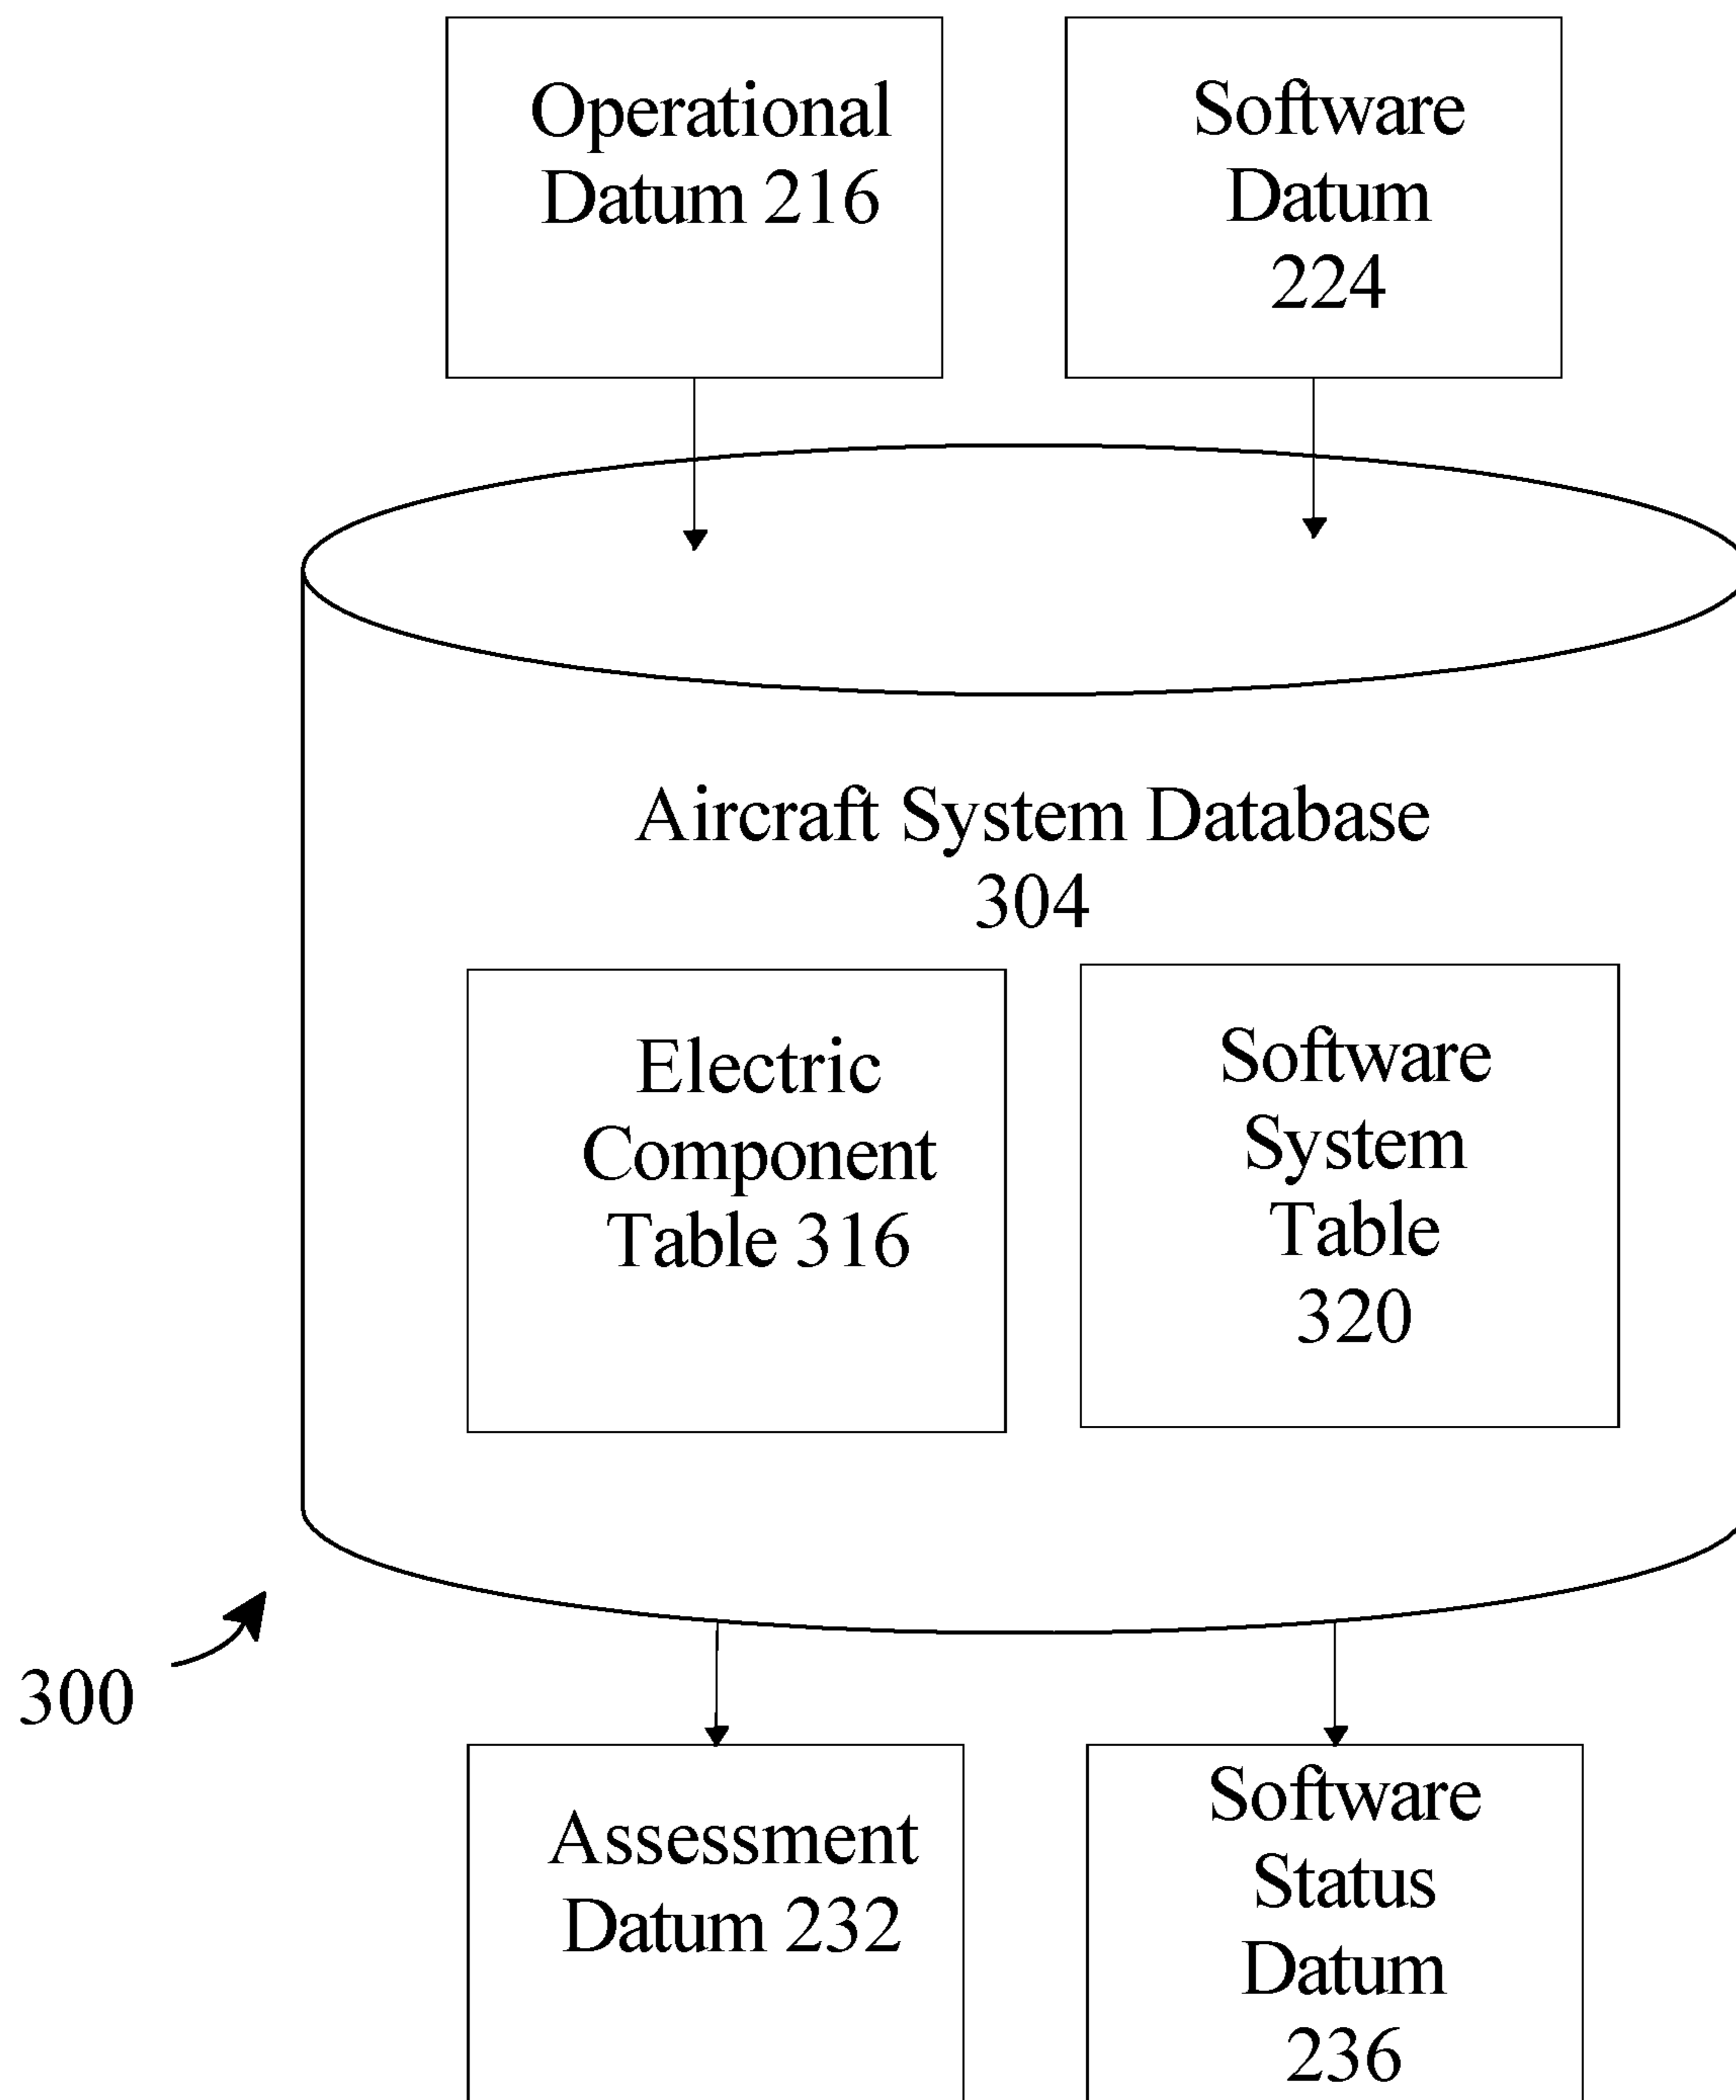 Operational
Datum 216
Software
Datum
224
Aircraft System Database
304
Electric
Component
Table 316
Software
System
Table
320
300
Assessment
Datum 232
Software
Status
Datum
236